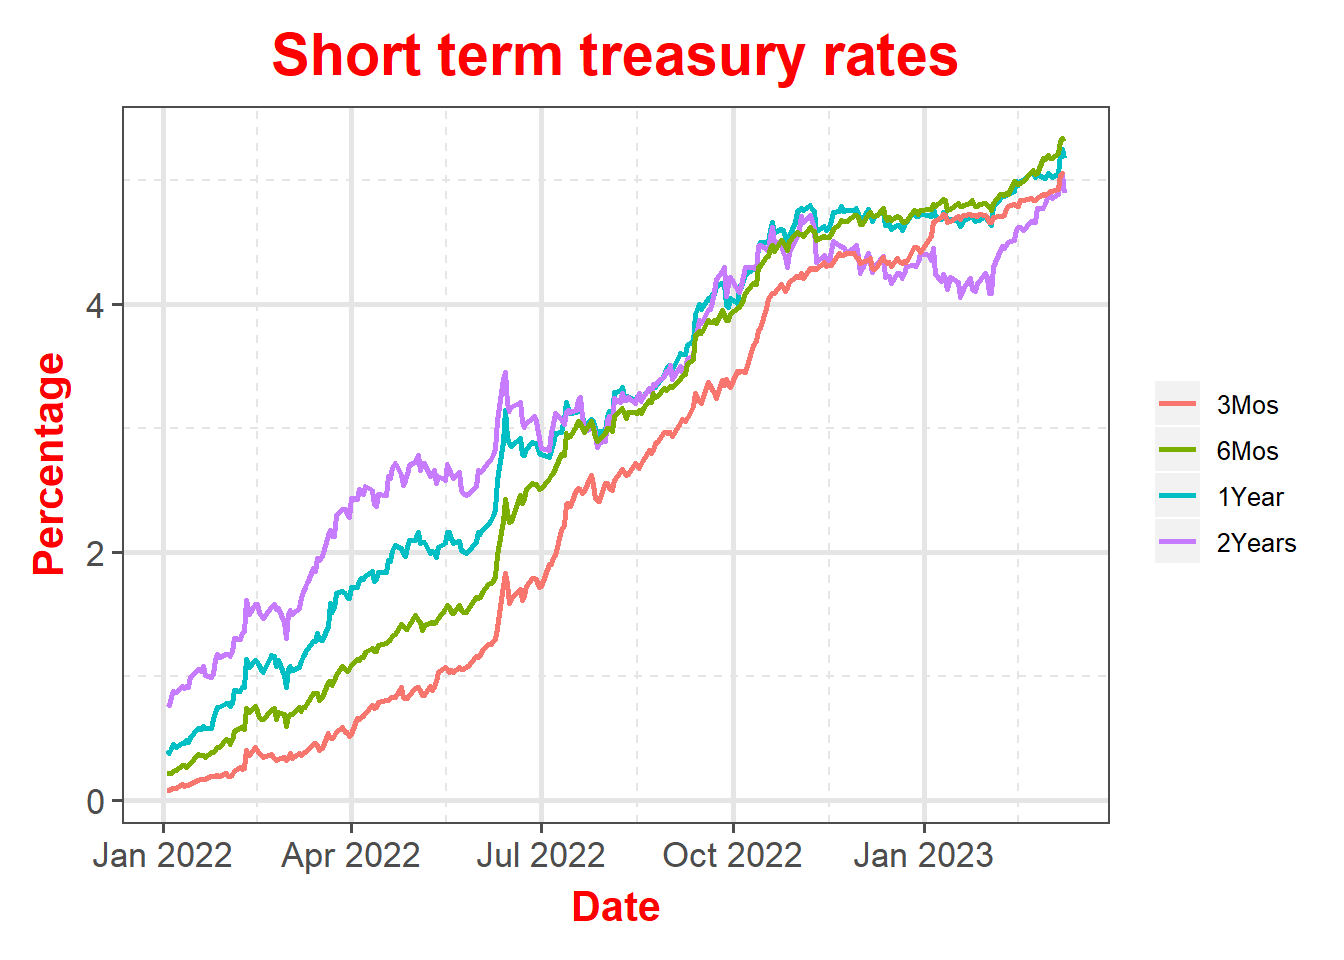 Short term treasury rates
Percentage
4
2
0
Jan 2022 Apr 2022 Jul 2022 Oct 2022 Jan 2023
Date
3Mos
6Mos
1Year
2Years